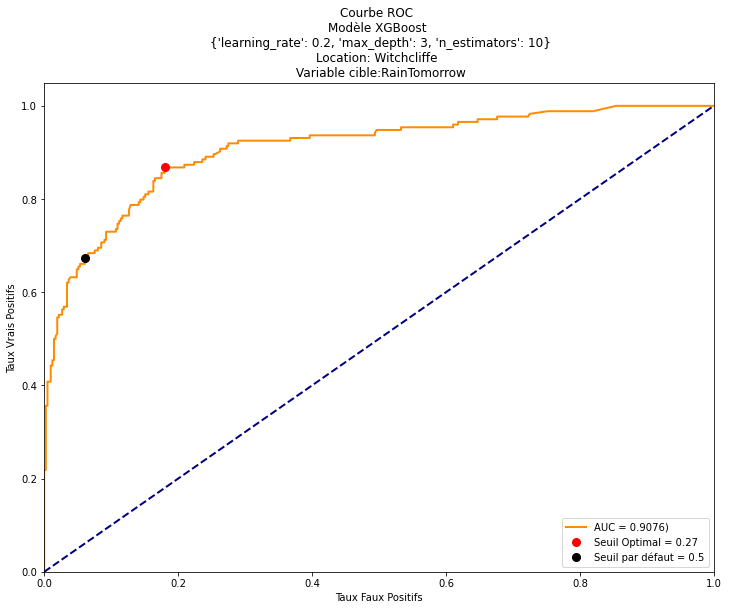 Courbe ROC
Modèle XGBoost
{'learning_rate': 0.2, 'max_depth': 3, 'n_estimators': 10}
Location: Witchcliffe
Variable cible:RainTomorrow
Taux Vrais Positifs
1.0
0.8
0.6
0.4
0.2
0.0
0.0 0.2 0.4 0.6 0.8 1.0
Taux Faux Positifs
AUC = 0.9076)
Seuil Optimal = 0.27
Seuil par défaut = 0.5